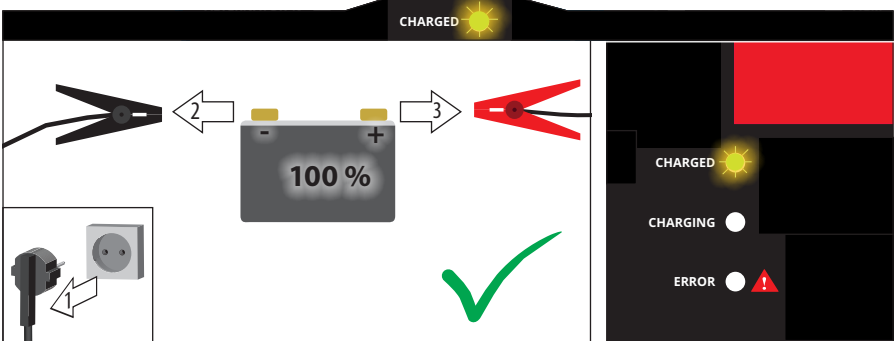 CHARGED
2
3
- +
100 %
1
CHARGED
CHARGING
ERROR
!